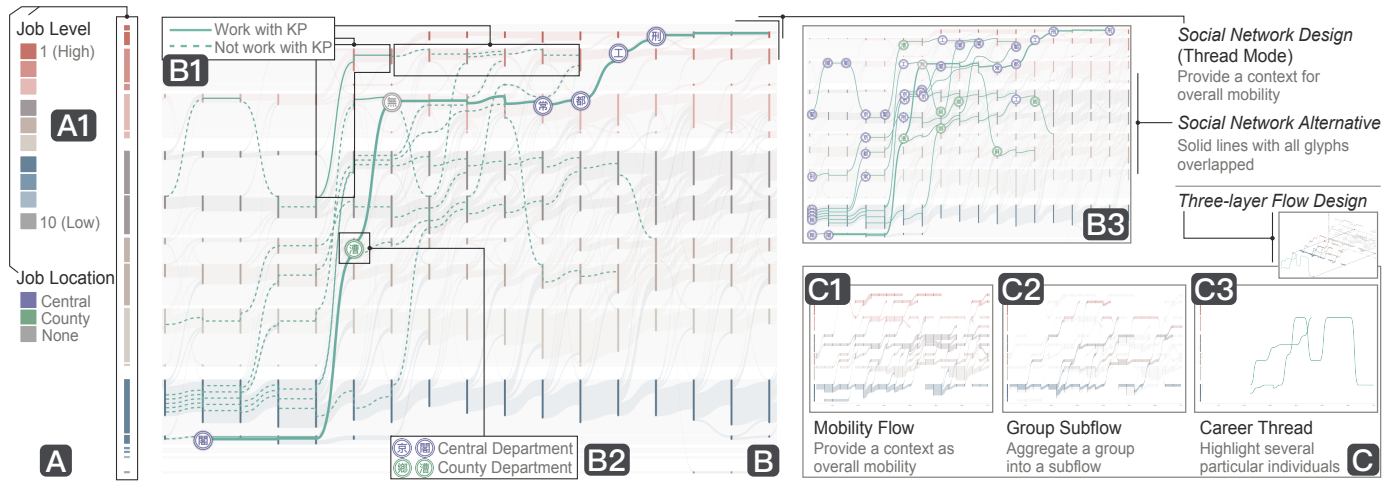 Job Level
1 (High)
A1
10 (Low)
Job Location
Central
County
None
A
Work with KP
Not work with KP
B1
刑
工
無
常
都
漕
閣
京 閣 Central Department
鄉 漕 County Department
B2
B
B3
Social Network Design
(Thread Mode)
Provide a context for
overall mobility
Social Network Alternative
Solid lines with all glyphs
overlapped
Three-layer Flow Design
C1
Mobility Flow
Provide a context as
overall mobility
C2
Group Subflow
Aggregate a group
into a subflow
C3
Career Thread
Highlight several
particular individuals
C